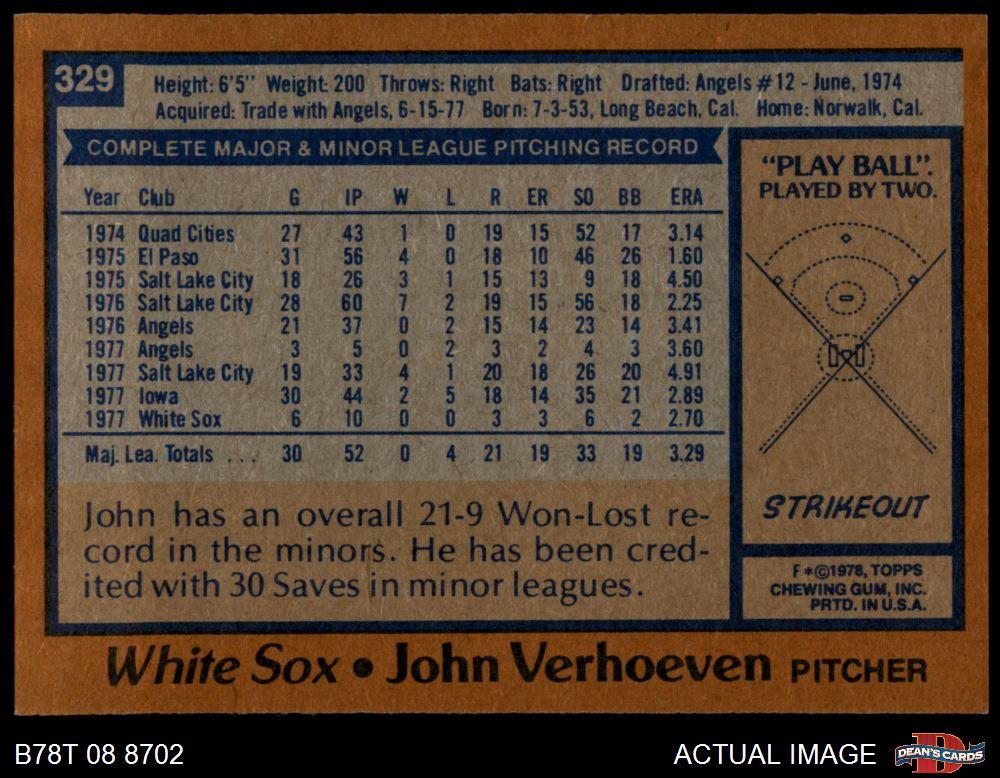 329
Height: 6'5" Weight: 200 Throws: Right Bats: Right Drafted: Angels #12 - June, 1974
Acquired: Trade with Angels, 6-15-77 Born: 7-3-53, Long Beach, Cal. Home: Norwalk, Cal.
COMPLETE MAJOR & MINOR LEAGUE PITCHING RECORD
Year Club G IP W L R ER SO BB ERA
1974 Quad Cities 27 43 1 0 19 15 52 17 3.14
1975 El Paso 31 56 4 0 18 10 46 26 1.60
1975 Salt Lake City 18 26 3 1 15 13 9 18 4.50
1976 Salt Lake City 28 60 7 2 19 15 56 18 2.25
1976 Angels 21 37 0 2 15 14 23 14 3.41
1977 Angels 3 5 0 2 3 2 4 3 3.60
1977 Salt Lake City 19 33 4 1 20 18 26 20 4.91
1977 Iowa 30 44 2 5 18 14 35 21 2.89
1977 White Sox 6 10 0 0 3 3 6 2 2.70
Maj. Lea. Totals . . . 30 52 0 4 21 19 33 19 3.29
John has an overall 21-9 Won-Lost re-
cord in the minors. He has been cred-
ited with 30 Saves in minor leagues.
"PLAY BALL".
PLAYED BY TWO.
STRIKEOUT
F *©1978, TOPPS
CHEWING GUM, INC.
PRTD. IN U.S.A.
White Sox • John Verhoeven PITCHER
B78T 08 8702
ACTUAL IMAGE
D
DEAN'S CARDS